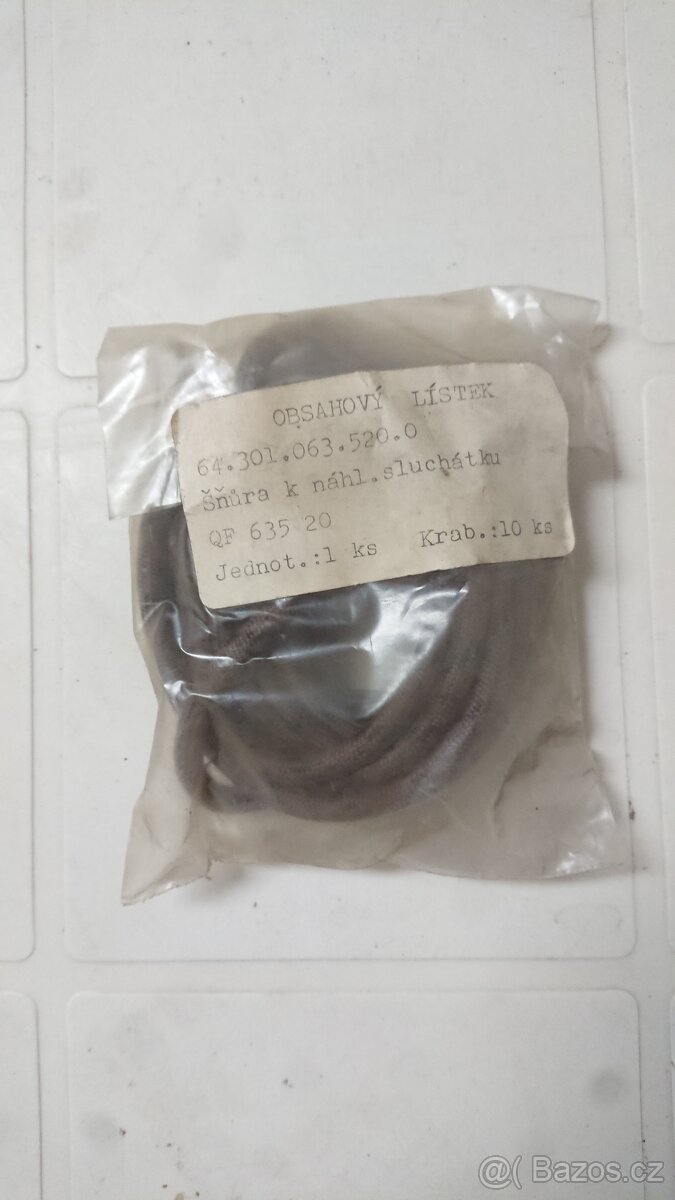 OBSAHOVÝ LÍSTEK
64.301.063.520.0
Šňůra k náhl.sluchátku
QF 635 20
Jednot.:1 ks Krab.:10 ks
@( Bazos.cz